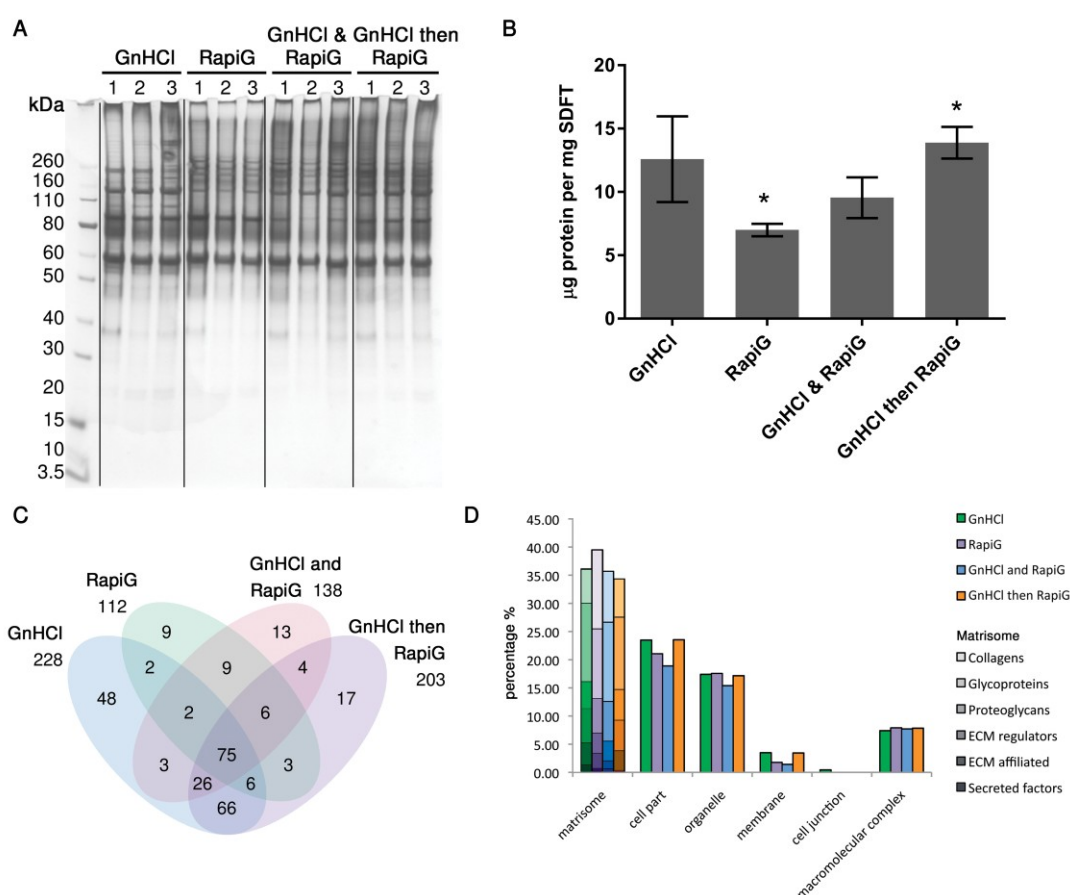 A
GnHCl & GnHCl then
GnHCl RapiG RapiG RapiG
1 2 3 1 2 3 1 2 3 1 2 3
kDa
260
160
110
80
60
50
40
30
20
15
10
3.5
B
µg protein per mg SDFT
20
15
10
5
0
*
*
GnHCl
RapiG
GnHCl & RapiG
GnHCl then RapiG
C
GnHCl
228
RapiG
112
GnHCl and
RapiG 138
GnHCl then
RapiG
203
9 13
2 9 4
48 17
2 6
75
3 3
26 6
66
D
percentage %
45.00
40.00
35.00
30.00
25.00
20.00
15.00
10.00
5.00
0.00
matrisome
cell part
organelle
membrane
cell junction
macromolecular complex
GnHCl
RapiG
GnHCl and RapiG
GnHCl then RapiG
Matrisome
Collagens
Glycoproteins
Proteoglycans
ECM regulators
ECM affiliated
Secreted factors